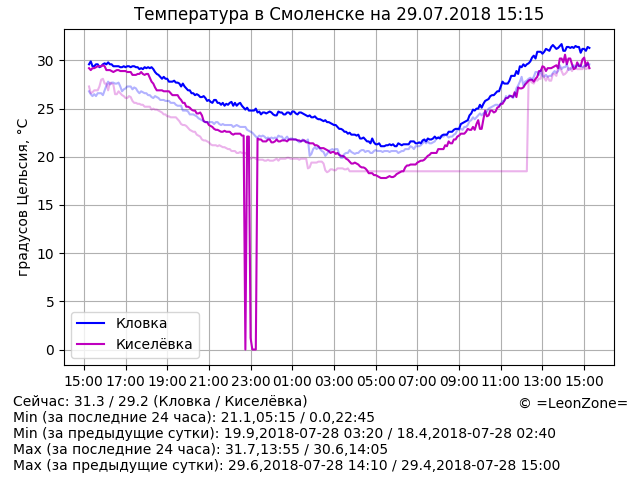 Температура в Смоленске на 29.07.2018 15:15
градусов Цельсия, °C
30
25
20
15
10
5
0
Кловка
Киселёвка
15:00 17:00 19:00 21:00 23:00 01:00 03:00 05:00 07:00 09:00 11:00 13:00 15:00
Сейчас: 31.3 / 29.2 (Кловка / Киселёвка)
© =LeonZone=
Min (за последние 24 часа): 21.1,05:15 / 0.0,22:45
Min (за предыдущие сутки): 19.9,2018-07-28 03:20 / 18.4,2018-07-28 02:40
Max (за последние 24 часа): 31.7,13:55 / 30.6,14:05
Max (за предыдущие сутки): 29.6,2018-07-28 14:10 / 29.4,2018-07-28 15:00